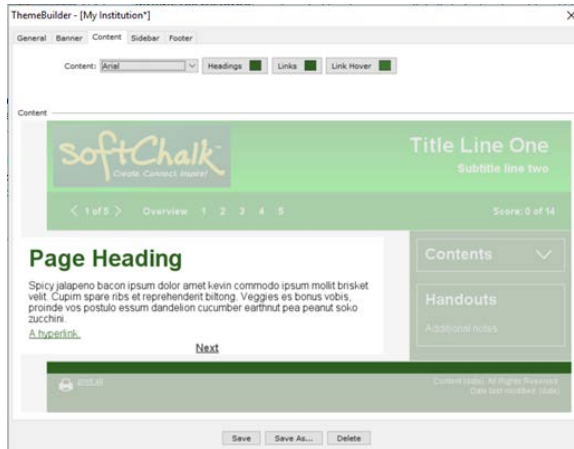 ThemeBuilder - [My Institution*]
General Banner Content Sidebar Footer
Content: Arial Headings Links Link Hover
Content
SoftChalk™
Create. Connect. Inspire!
Title Line One
Subtitle line two
< 1 of 5 > Overview 1 2 3 4 5 Score: 0 of 14
Page Heading
Spicy jalapeno bacon ipsum dolor amet kevin commodo ipsum mollit brisket
velit. Cupim spare ribs et reprehenderit biltong. Veggies es bonus vobis,
proinde vos postulo essum dandelion cucumber earthnut pea peanut soko
zucchini.
A hyperlink.
Next
Contents
Handouts
Additional notes
print all
Content {date}. All Rights Reserved.
Date last modified: {date}
Save Save As... Delete